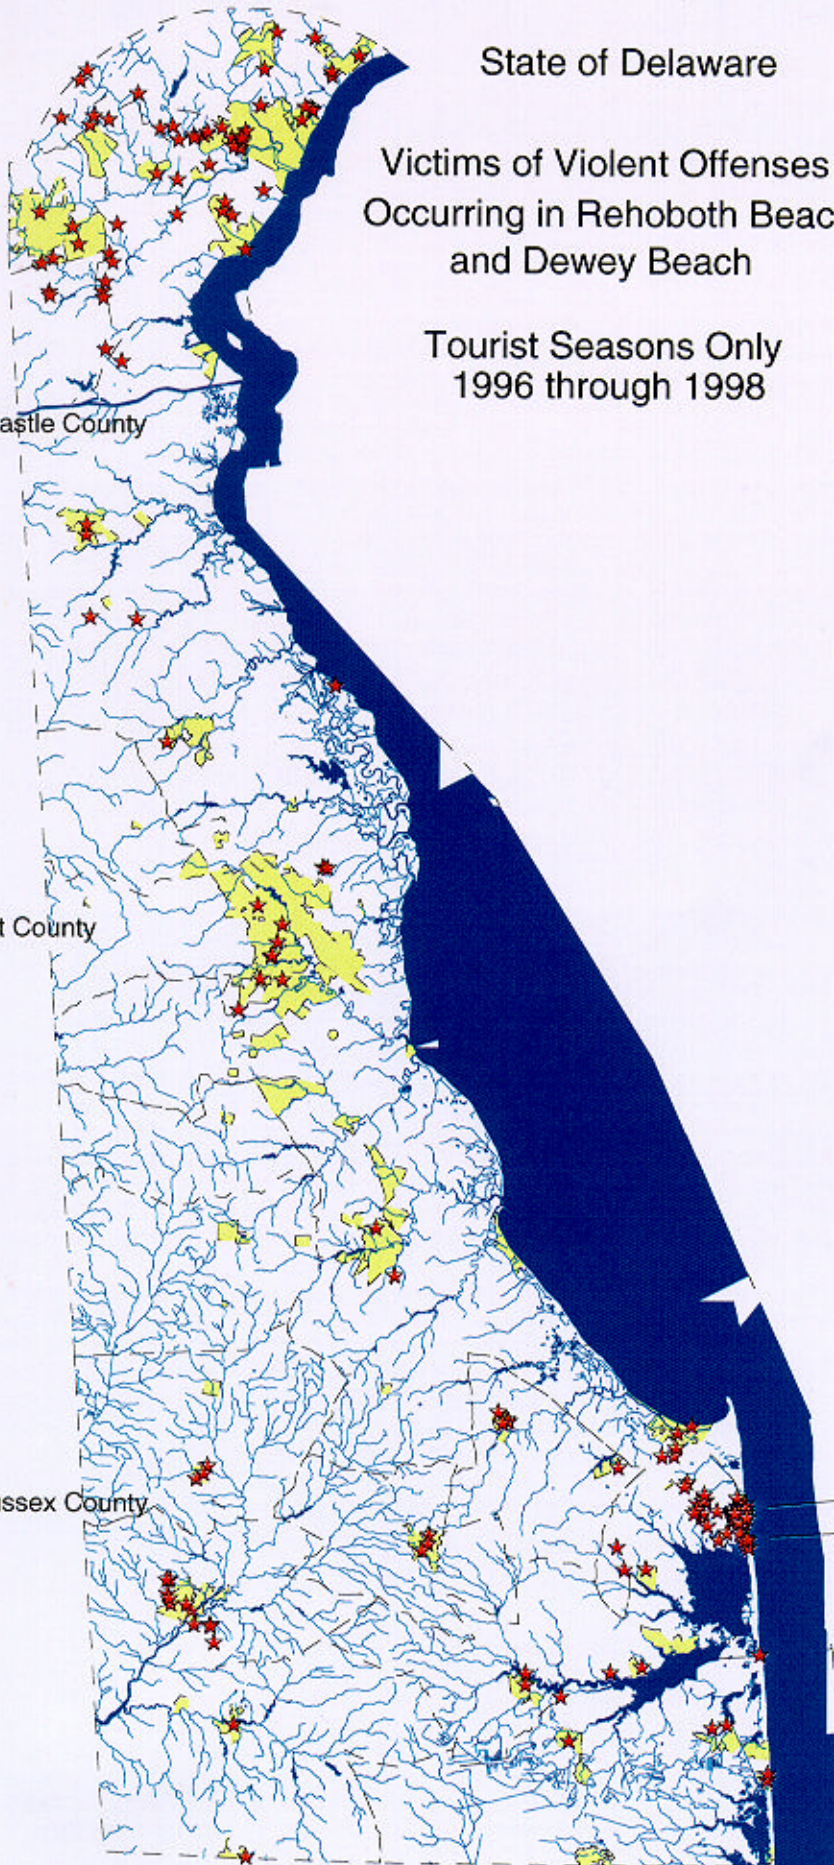 State of Delaware
Victims of Violent Offenses
Occurring in Rehoboth Beac
and Dewey Beach
Tourist Seasons Only
1996 through 1998
astle County
t County
ssex County